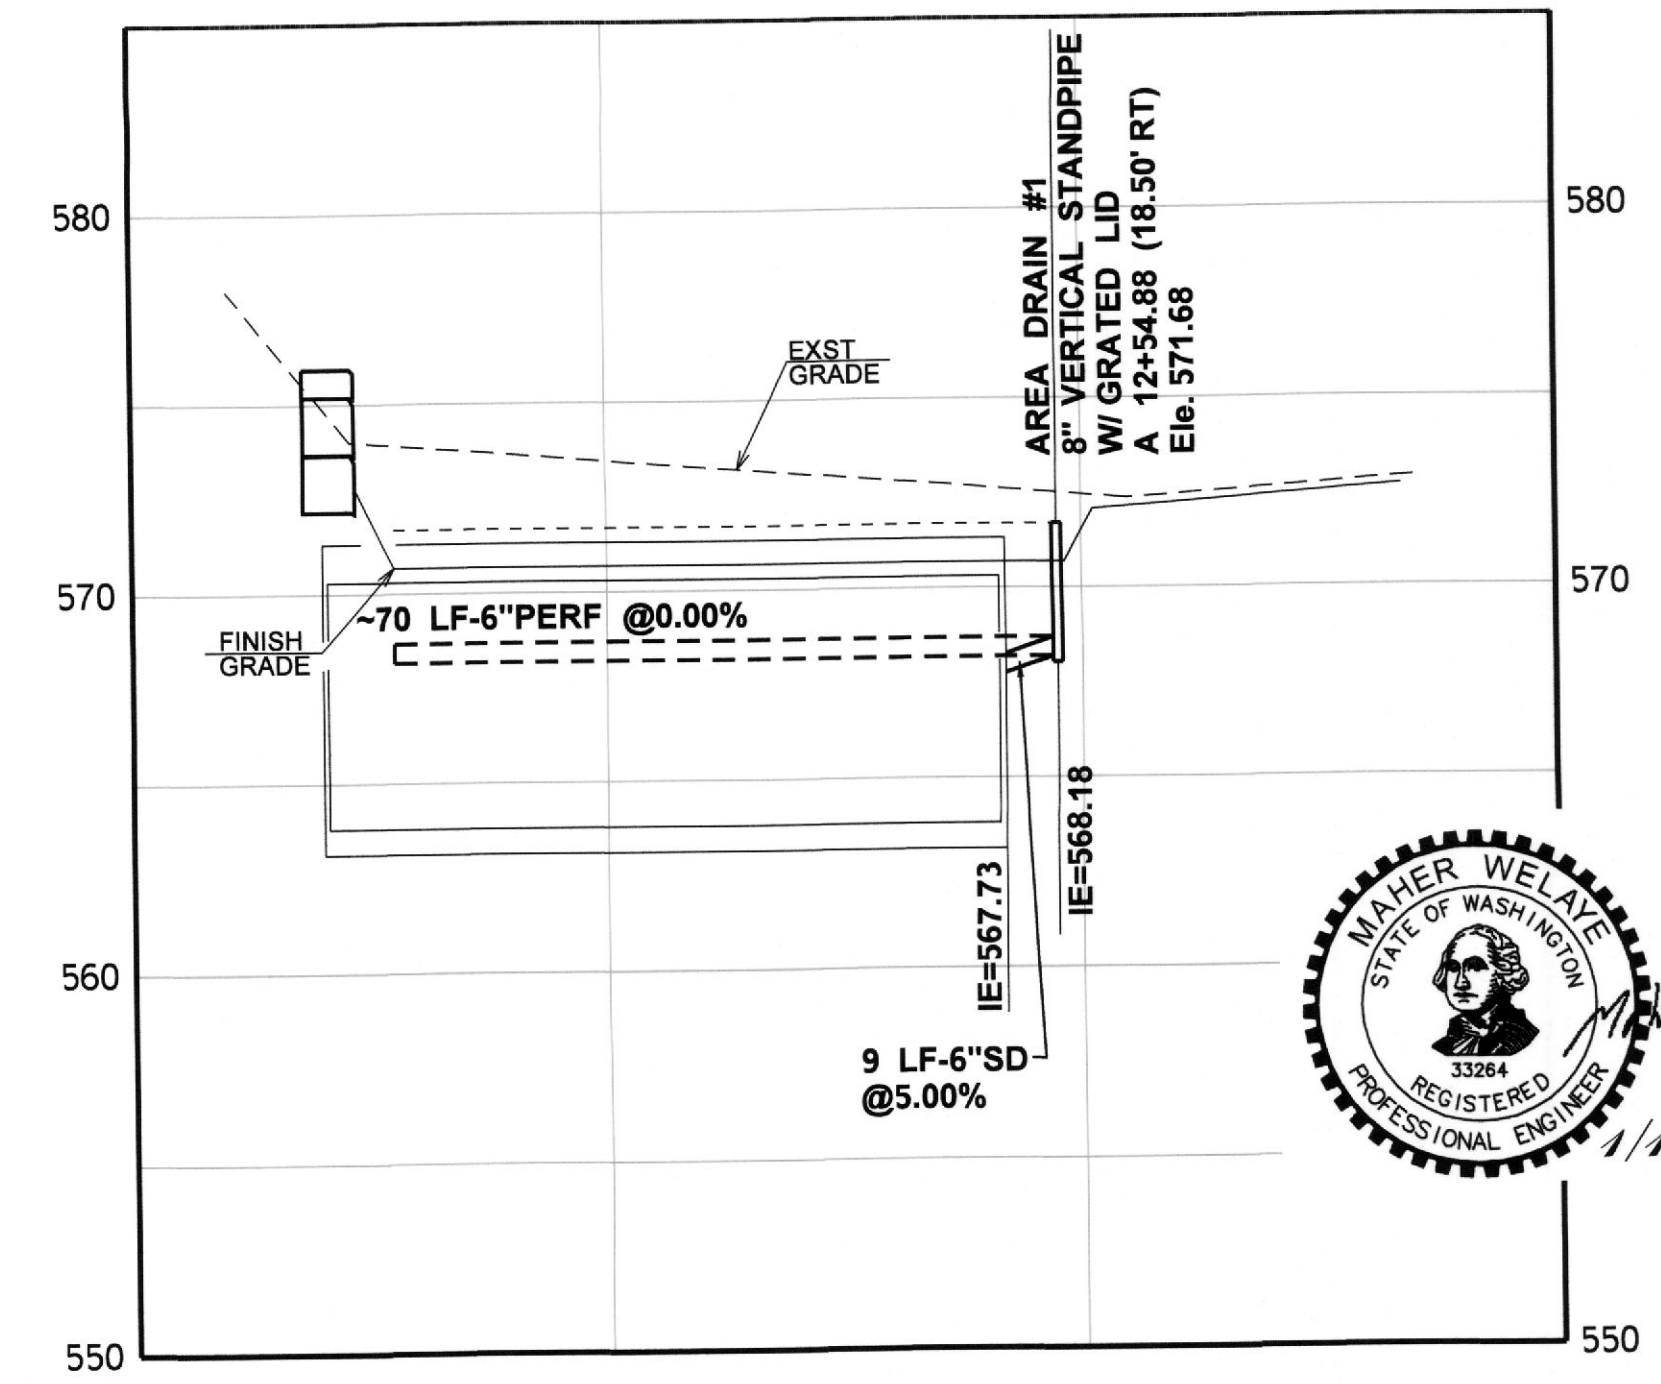 AREA DRAIN #1
8" VERTICAL STANDPIPE
W/ GRATED LID
A 12+54.88 (18.50' RT)
Ele. 571.68
580
580
EXST
GRADE
570
570
~70 LF-6"PERF @0.00%
FINISH
GRADE
IE=568.18
IE=567.73
560
9 LF-6"SD
@5.00%
MAHER WELAYE
STATE OF WASHINGTON
33264
REGISTERED
PROFESSIONAL ENGINEER
550
550